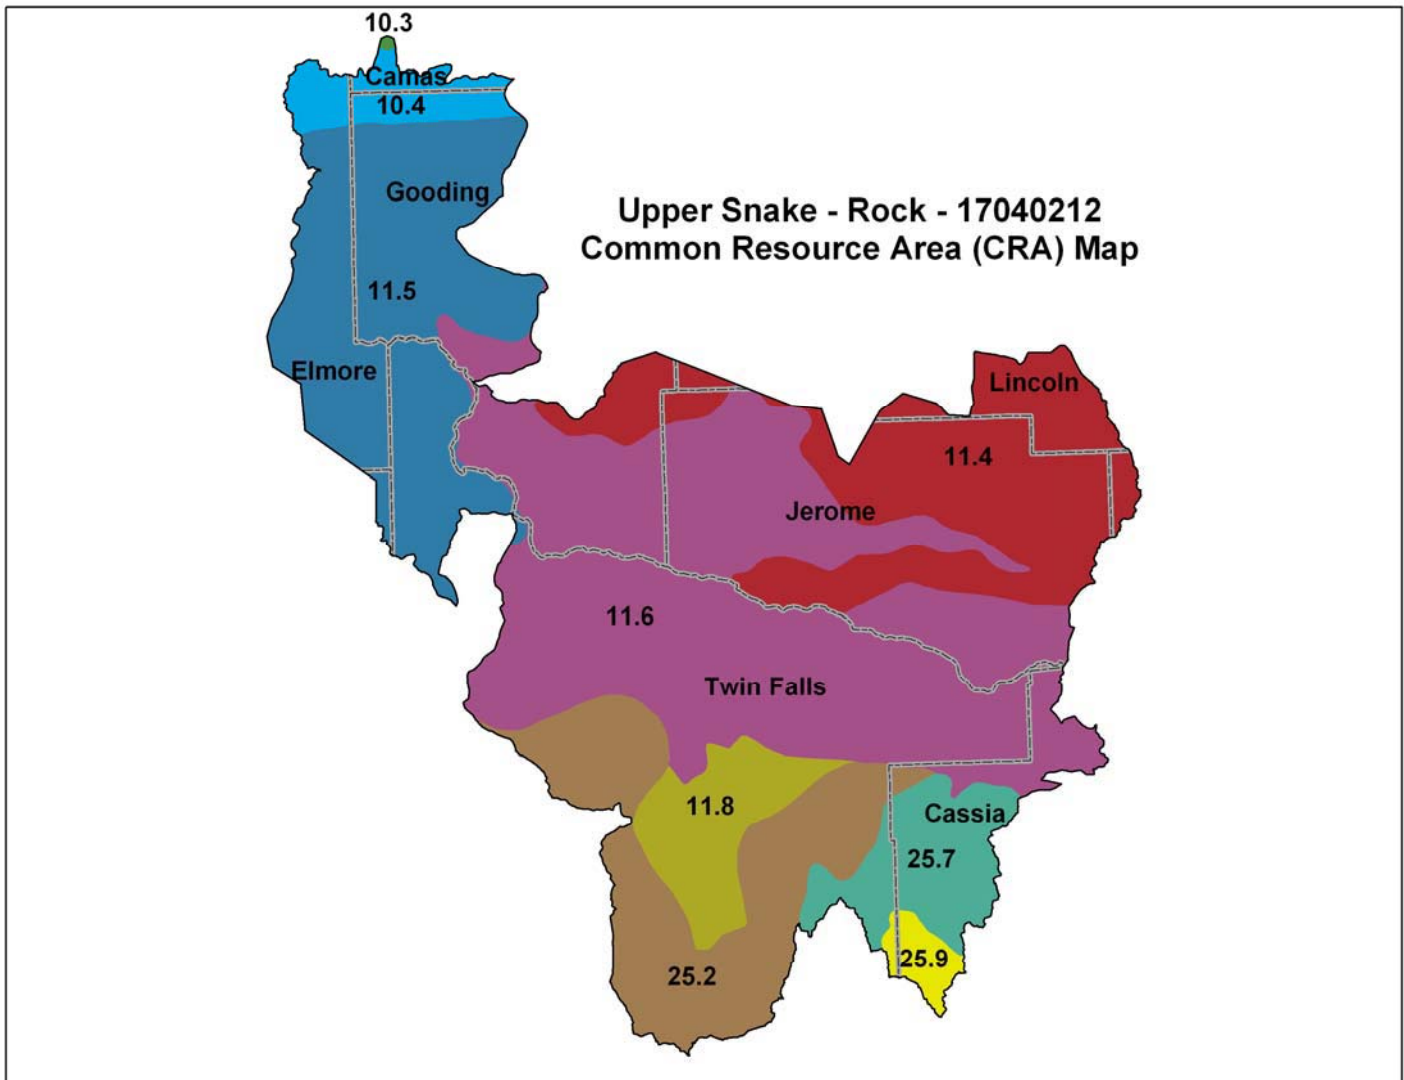 10.3
Camas
10.4
Gooding
Upper Snake - Rock - 17040212
Common Resource Area (CRA) Map
11.5
Elmore
Lincoln
11.4
Jerome
11.6
Twin Falls
11.8
Cassia
25.7
25.9
25.2